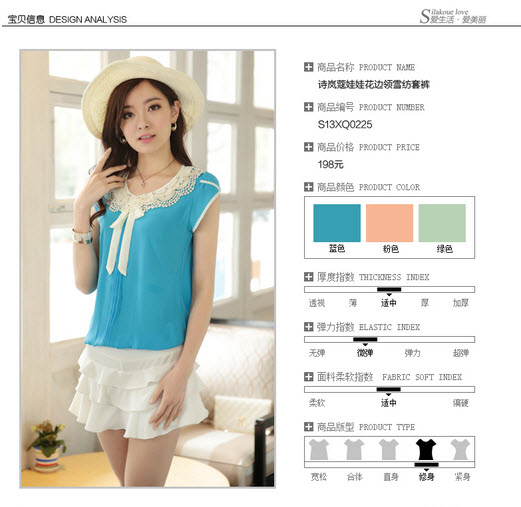 宝贝信息 DESIGN ANALYSIS
Silakoue love
爱生活·爱美丽
商品名称 PRODUCT NAME
诗岚蔻娃娃花边领雪纺套裤
商品编号 PRODUCT NUMBER
S13XQ0225
商品价格 PRODUCT PRICE
198元
商品颜色 PRODUCT COLOR
蓝色 粉色 绿色
厚度指数 THICKNESS INDEX
透视 薄 适中 厚 加厚
弹力指数 ELASTIC INDEX
无弹 微弹 弹力 超弹
面料柔软指数 FABRIC SOFT INDEX
柔软 适中 偏硬
商品版型 PRODUCT TYPE
宽松 合体 直身 修身 紧身